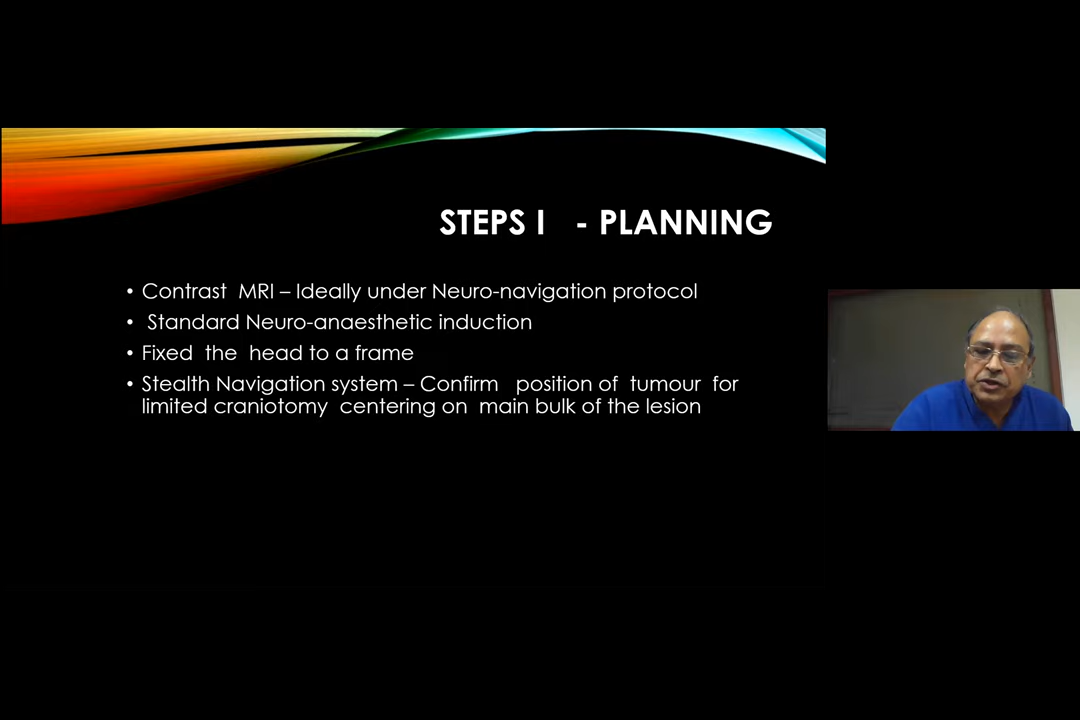 STEPS I - PLANNING
• Contrast MRI – Ideally under Neuro-navigation protocol
• Standard Neuro-anaesthetic induction
• Fixed the head to a frame
• Stealth Navigation system – Confirm position of tumour for
limited craniotomy centering on main bulk of the lesion